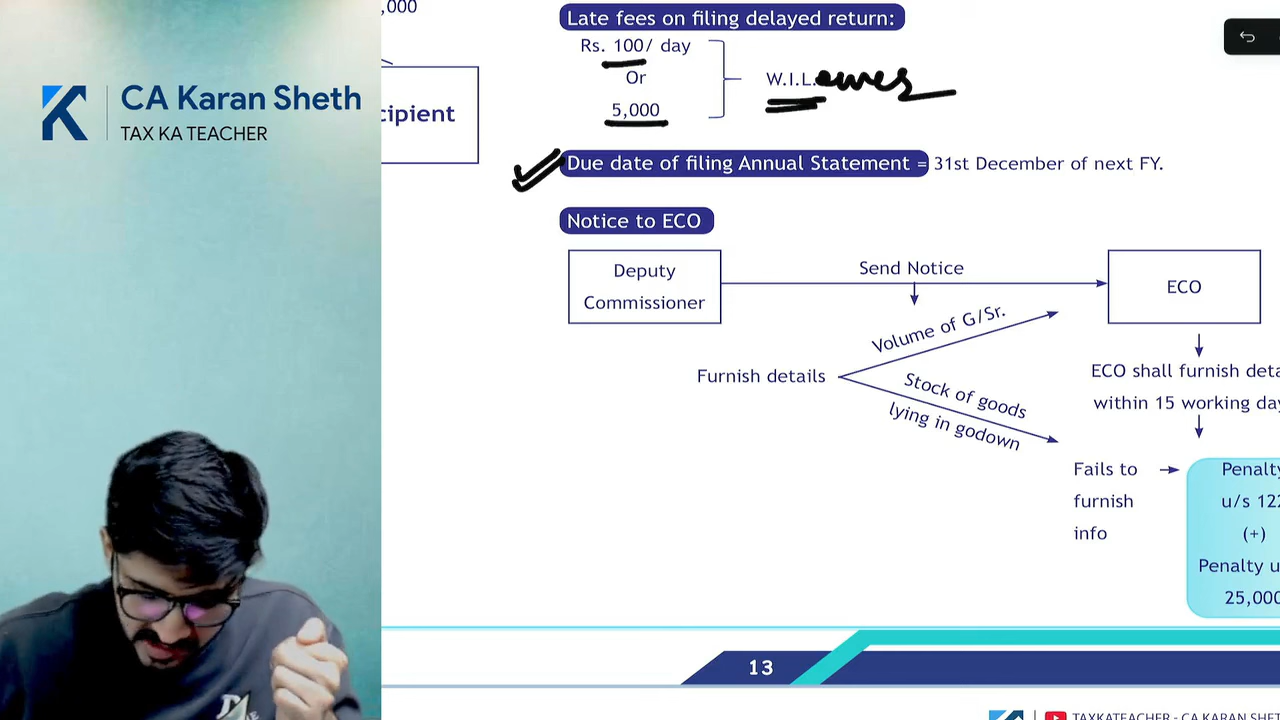 ,000
CA Karan Sheth
TAX KA TEACHER
cipient
Late fees on filing delayed return:
Rs. 100/ day
Or
5,000
W.I.L.ower
Due date of filing Annual Statement = 31st December of next FY.
Notice to ECO
Deputy
Commissioner
Send Notice
ECO
Volume of G/Sr.
Furnish details
Stock of goods
lying in godown
ECO shall furnish deta
within 15 working day
Fails to
furnish
info
Penalty
u/s 122
(+)
Penalty u
25,000
13
TAXKATEACHER - CA KARAN SHET